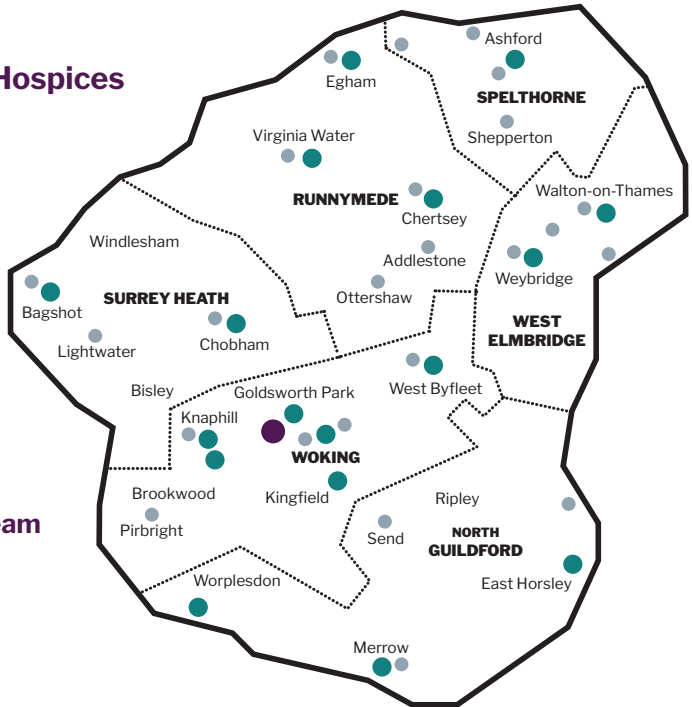 Hospices
Ashford
Egham
SPELTHORNE
Virginia Water
Shepperton
Walton-on-Thames
RUNNYMEDE
Chertsey
Windlesham
Addlestone
Weybridge
SURREY HEATH
Ottershaw
Bagshot
WEST
ELMBRIDGE
Chobham
Lightwater
Bisley
Goldsworth Park
West Byfleet
Knaphill
WOKING
Brookwood
Kingfield
Ripley
Pirbright
eam
Send
NORTH
GUILDFORD
Worplesdon
East Horsley
Merrow